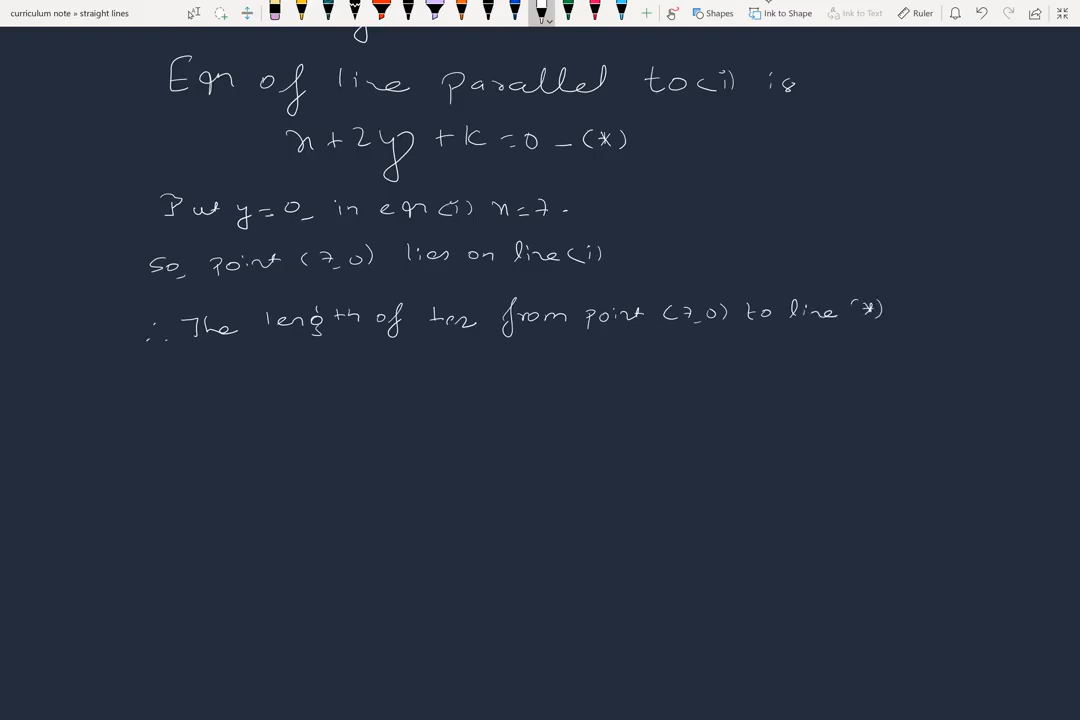 curriculum note » straight lines
Shapes
Ink to Shape
Ink to Text
Ruler
Eqn of line parallel to (i) is
x + 2y + k = 0 - (*)
Put y = 0, in eqn (i) x = 7.
So, point (7, 0) lies on line (i)
∴ The length of from point (7, 0) to line (*)